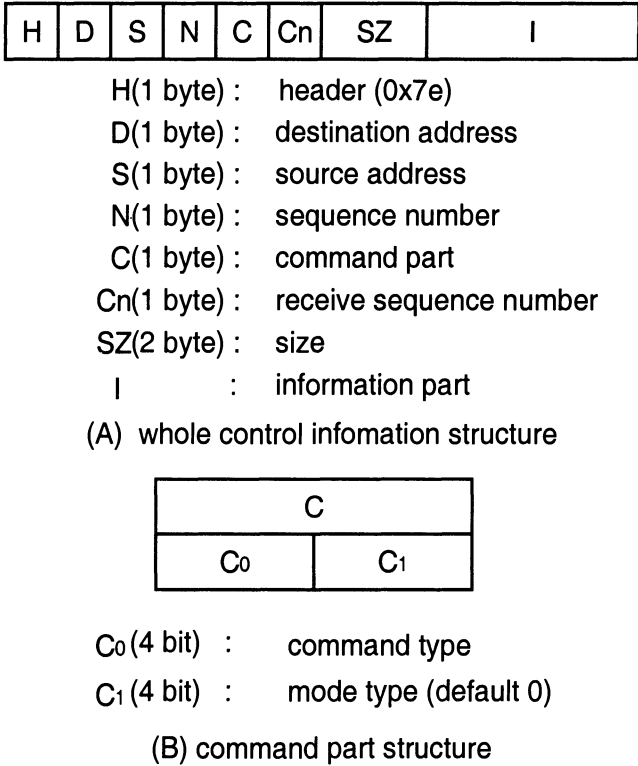 H D S N C Cn SZ I
H(1 byte) : header (0x7e)
D(1 byte) : destination address
S(1 byte) : source address
N(1 byte) : sequence number
C(1 byte) : command part
Cn(1 byte) : receive sequence number
SZ(2 byte) : size
I : information part
(A) whole control infomation structure
C
C0 C1
C0 (4 bit) : command type
C1 (4 bit) : mode type (default 0)
(B) command part structure